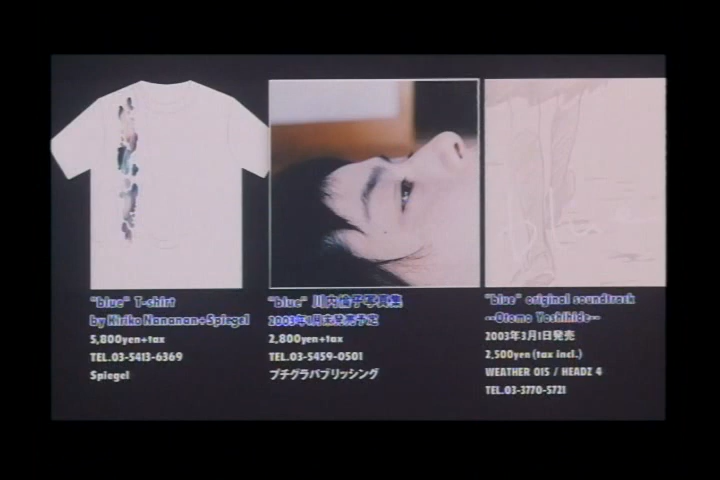 "blue" T-shirt
by Kiriko Nananan+Spiegel
5,800yen+tax
TEL.03-5413-6369
Spiegel
"blue" 川内倫子写真集
2003年1月末発売予定
2,800yen+tax
TEL.03-5459-0501
プチグラパブリッシング
"blue" original soundtrack
--Otomo Yoshihide--
2003年3月1日発売
2,500yen (tax incl.)
WEATHER 015 / HEADZ 4
TEL.03-3770-5721